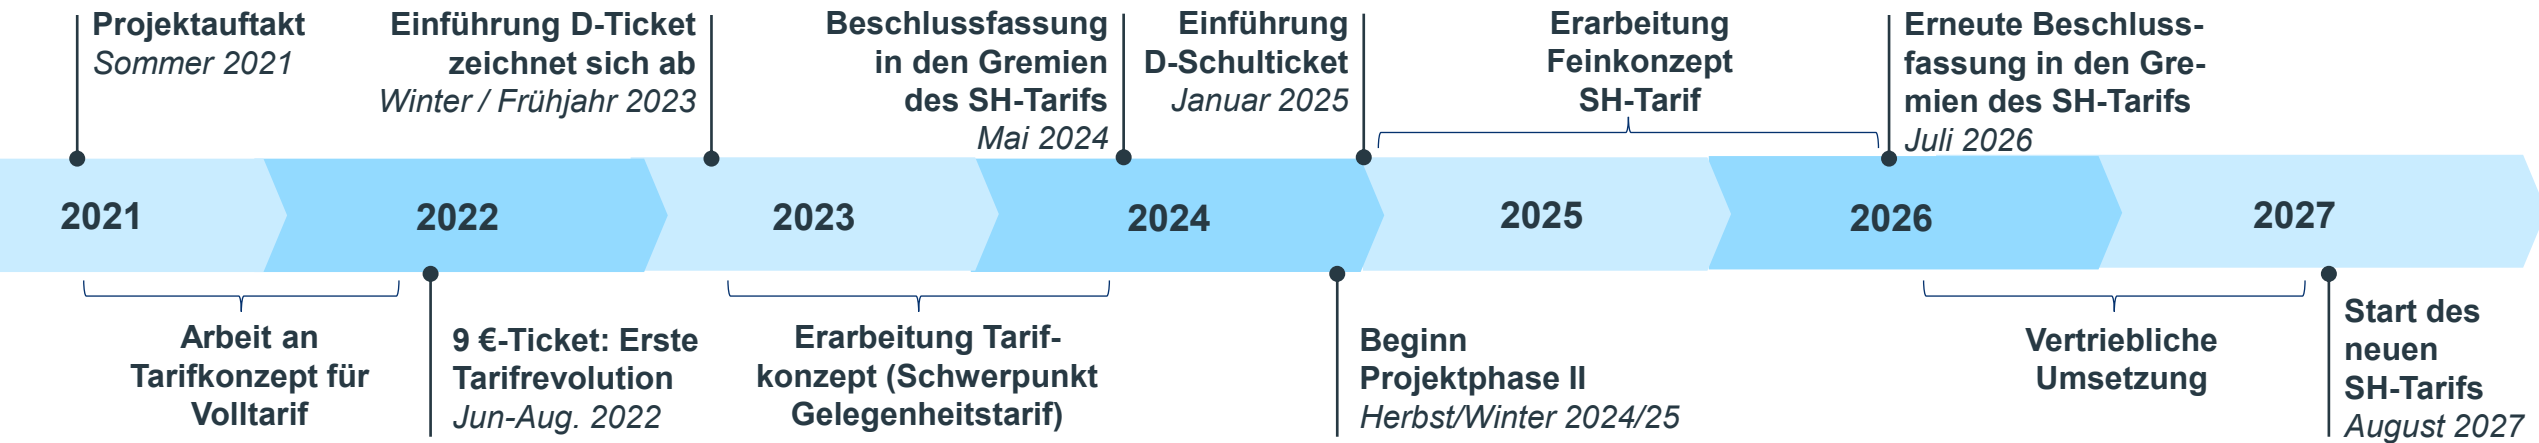 Projektauftakt
Sommer 2021
Einführung D-Ticket
zeichnet sich ab
Winter / Frühjahr 2023
Beschlussfassung
in den Gremien
des SH-Tarifs
Mai 2024
Einführung
D-Schulticket
Januar 2025
Erarbeitung
Feinkonzept
SH-Tarif
Erneute Beschluss-
fassung in den Gre-
mien des SH-Tarifs
Juli 2026
2021
2022
2023
2024
2025
2026
2027
Arbeit an
Tarifkonzept für
Volltarif
9 €-Ticket: Erste
Tarifrevolution
Jun-Aug. 2022
Erarbeitung Tarif-
konzept (Schwerpunkt
Gelegenheitstarif)
Beginn
Projektphase II
Herbst/Winter 2024/25
Vertriebliche
Umsetzung
Start des
neuen
SH-Tarifs
August 2027